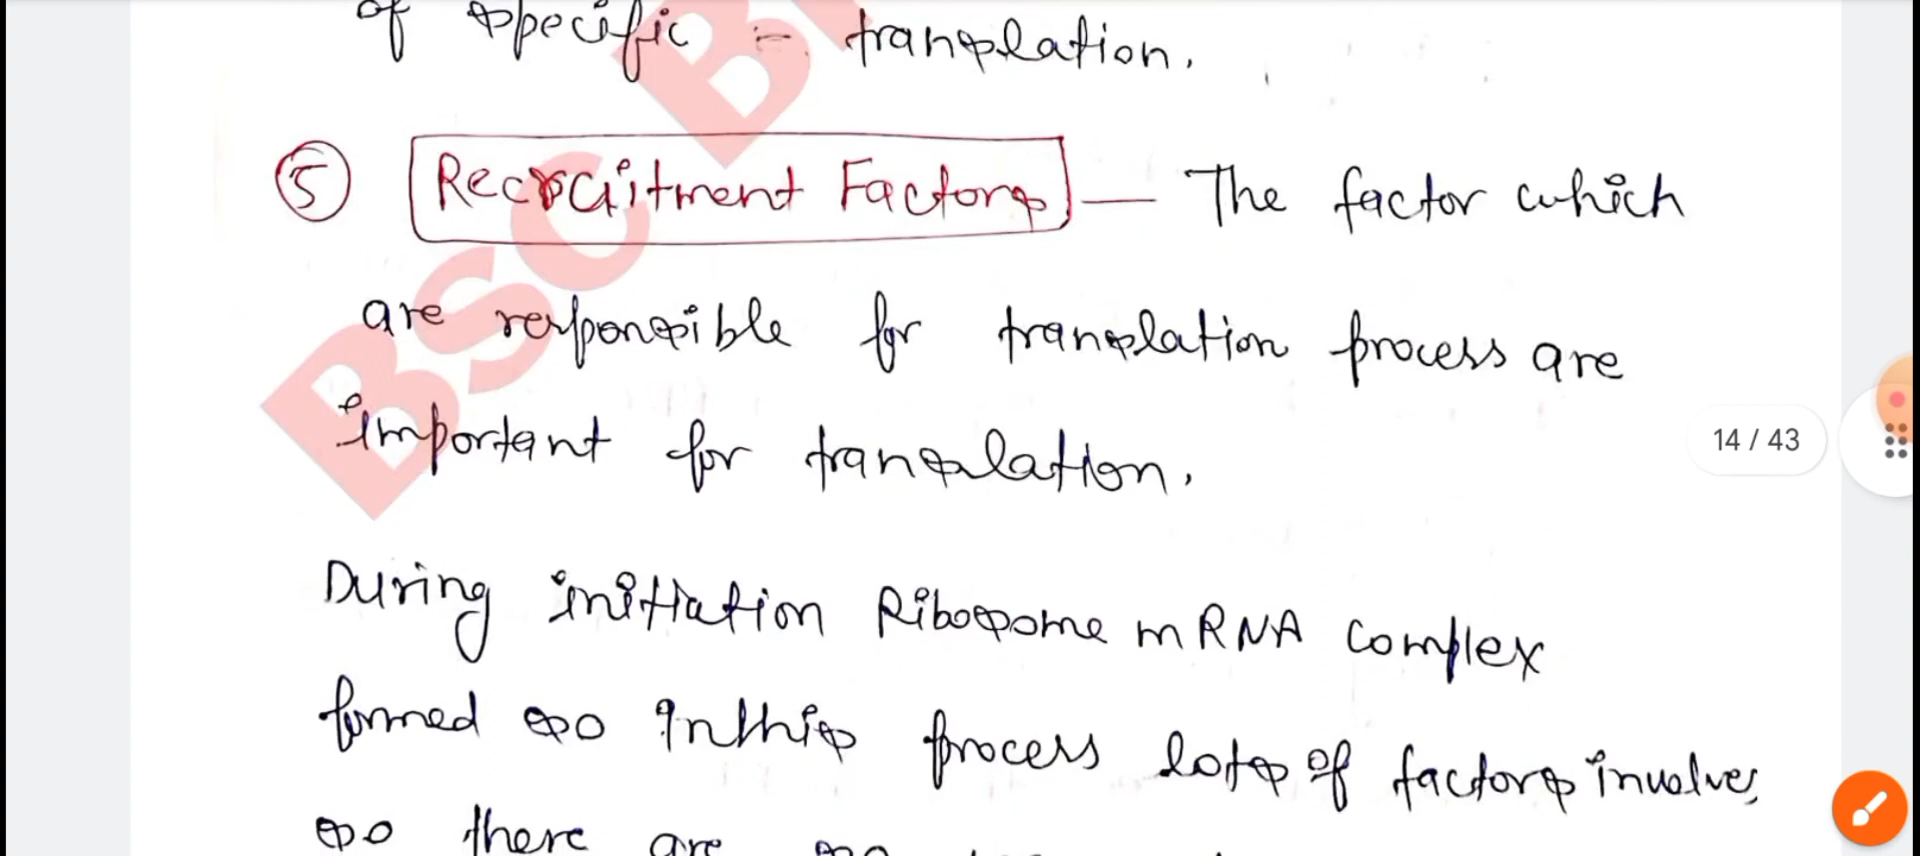 of specific - translation.
⑤ Recruitment Factors — The factor which
are responsible for translation process are
important for translation.
14 / 43
During initiation Ribosome mRNA complex
formed so In this process lots of factors involves,
so there are
BSC B